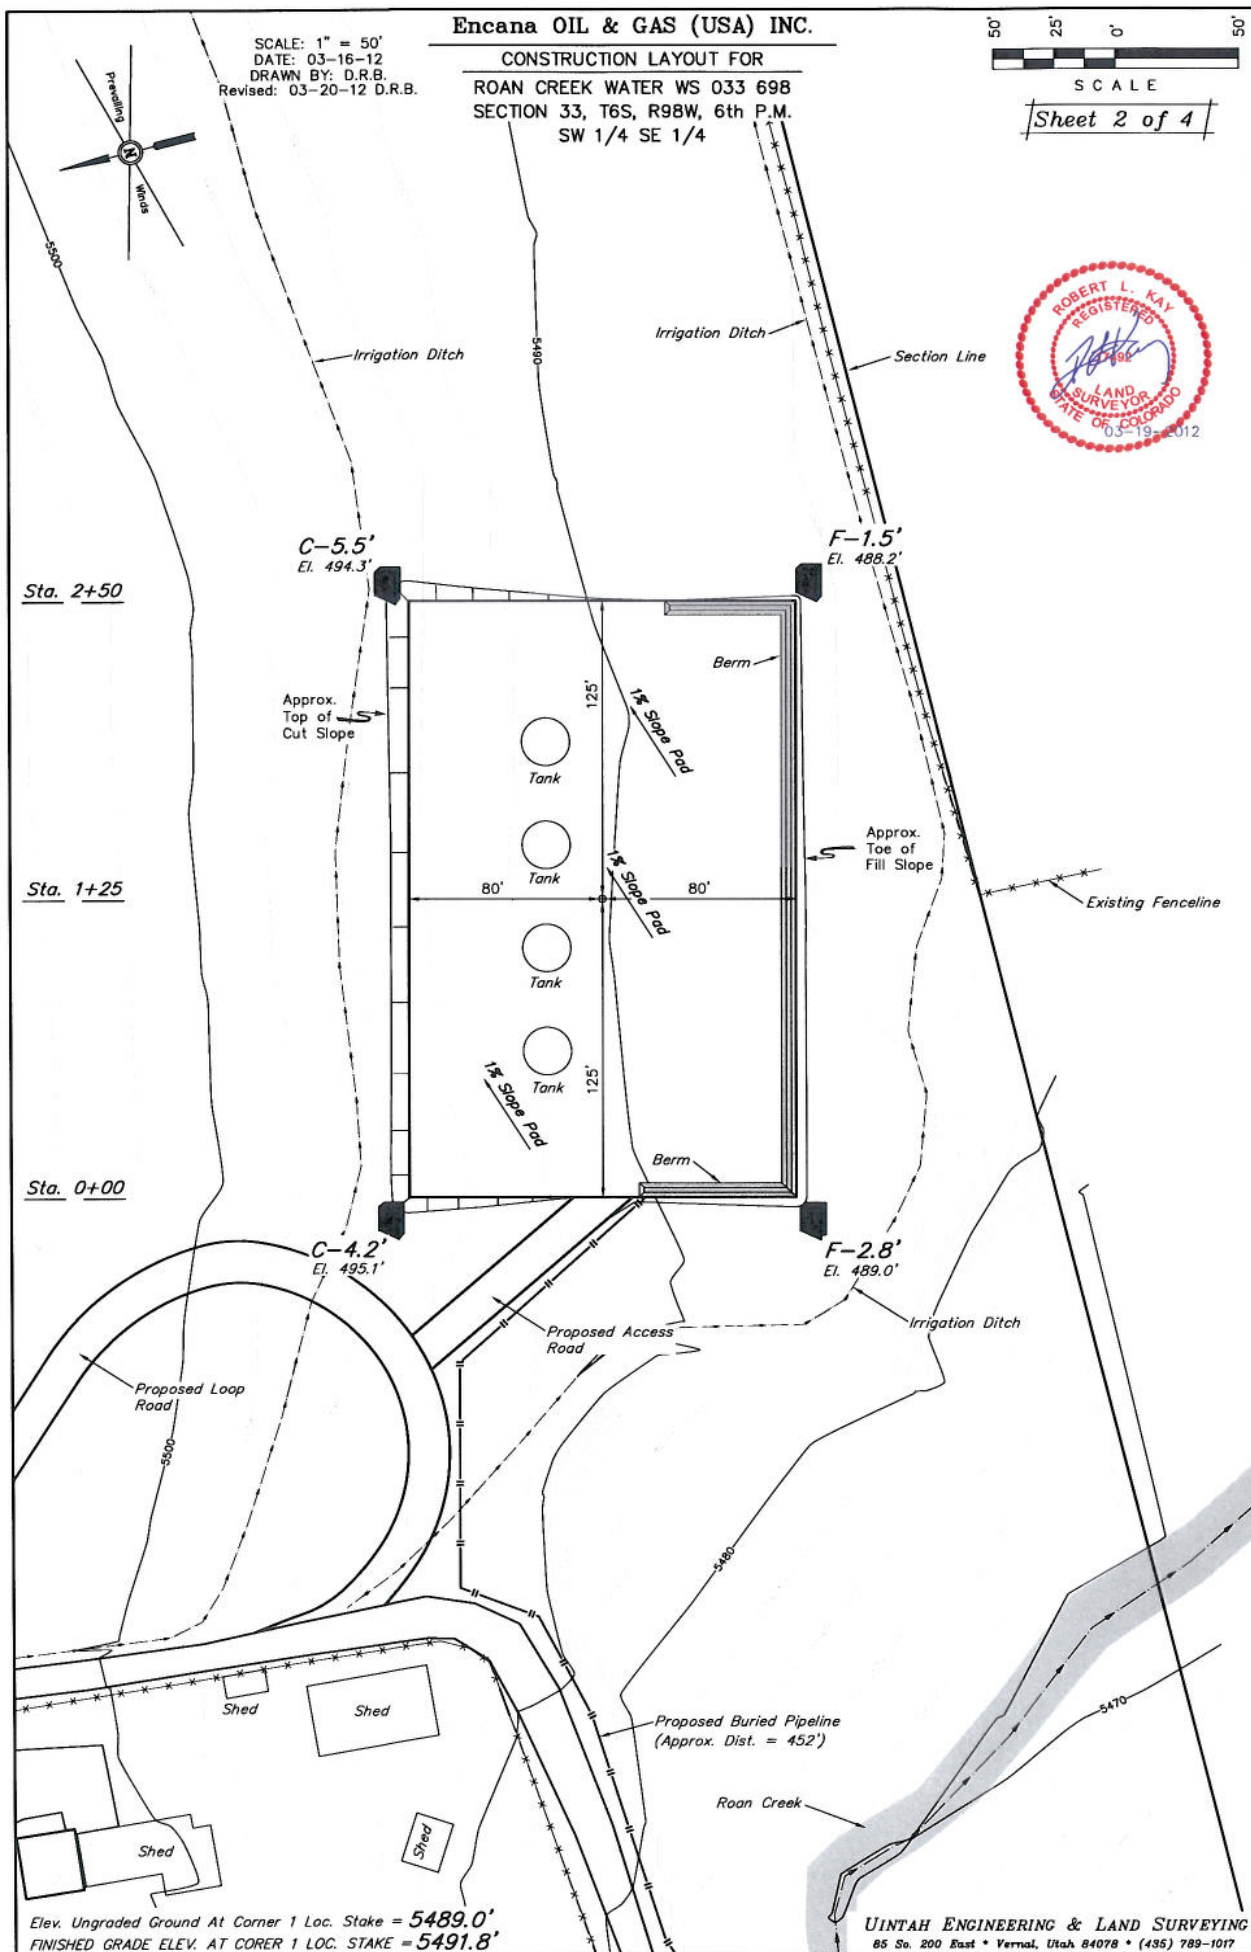 Encana OIL & GAS (USA) INC.
CONSTRUCTION LAYOUT FOR
ROAN CREEK WATER WS 033 698
SECTION 33, T6S, R98W, 6th P.M.
SW 1/4 SE 1/4
SCALE: 1" = 50'
DATE: 03-16-12
DRAWN BY: D.R.B.
Revised: 03-20-12 D.R.B.
50'
25'
0'
50'
SCALE
Sheet 2 of 4
Prevailing
N
Winds
ROBERT L. KAY
REGISTERED
LAND
SURVEYOR
STATE OF COLORADO
03-19-2012
5500
5490
Irrigation Ditch
Irrigation Ditch
Section Line
C-5.5'
El. 494.3'
F-1.5'
El. 488.2'
Sta. 2+50
Berm
125'
1% Slope Pad
Approx.
Top of
Cut Slope
Tank
Approx.
Toe of
Fill Slope
Tank
1% Slope Pad
Sta. 1+25
80'
80'
Existing Fenceline
Tank
1% Slope Pad
Tank
125'
Berm
Sta. 0+00
C-4.2'
El. 495.1'
F-2.8'
El. 489.0'
Irrigation Ditch
Proposed Access
Road
Proposed Loop
Road
5500
5480
5470
Shed
Shed
Proposed Buried Pipeline
(Approx. Dist. = 452')
Roan Creek
Shed
Shed
Elev. Ungraded Ground At Corner 1 Loc. Stake = 5489.0'
FINISHED GRADE ELEV. AT CORER 1 LOC. STAKE = 5491.8'
UINTAH ENGINEERING & LAND SURVEYING
85 So. 200 East * Vernal, Utah 84078 * (435) 789-1017